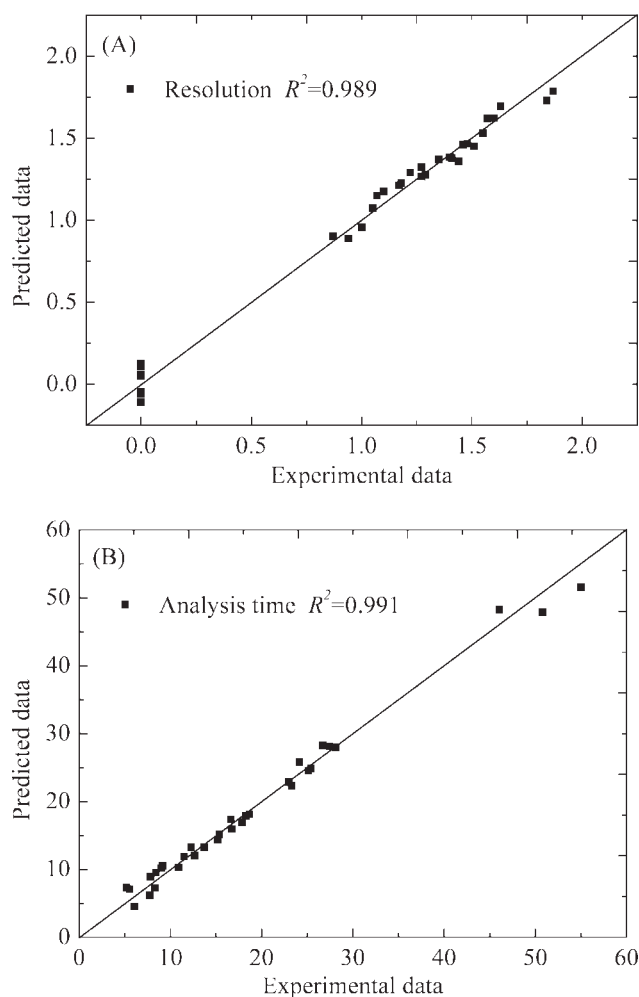 (A)
Resolution R²=0.989
2.0
1.5
1.0
0.5
0.0
Predicted data
0.0 0.5 1.0 1.5 2.0
Experimental data
(B)
Analysis time R²=0.991
60
50
40
30
20
10
0
Predicted data
0 10 20 30 40 50 60
Experimental data